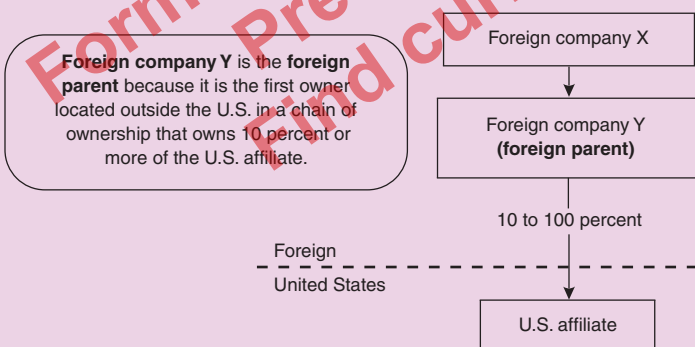 Foreign company Y is the foreign
parent because it is the first owner
located outside the U.S. in a chain of
ownership that owns 10 percent or
more of the U.S. affiliate.
Foreign company X
Foreign company Y
(foreign parent)
10 to 100 percent
Foreign
United States
U.S. affiliate
Find